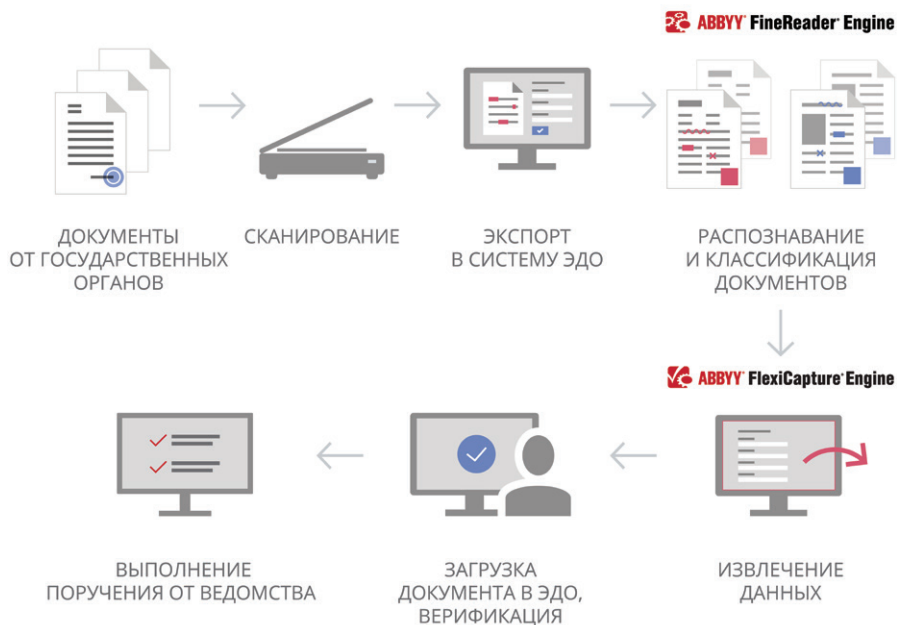 ABBYY FineReader Engine
ДОКУМЕНТЫ
ОТ ГОСУДАРСТВЕННЫХ
ОРГАНОВ
СКАНИРОВАНИЕ
ЭКСПОРТ
В СИСТЕМУ ЭДО
РАСПОЗНАВАНИЕ
И КЛАССИФИКАЦИЯ
ДОКУМЕНТОВ
ABBYY FlexiCapture Engine
ВЫПОЛНЕНИЕ
ПОРУЧЕНИЯ ОТ ВЕДОМСТВА
ЗАГРУЗКА
ДОКУМЕНТА В ЭДО,
ВЕРИФИКАЦИЯ
ИЗВЛЕЧЕНИЕ
ДАННЫХ